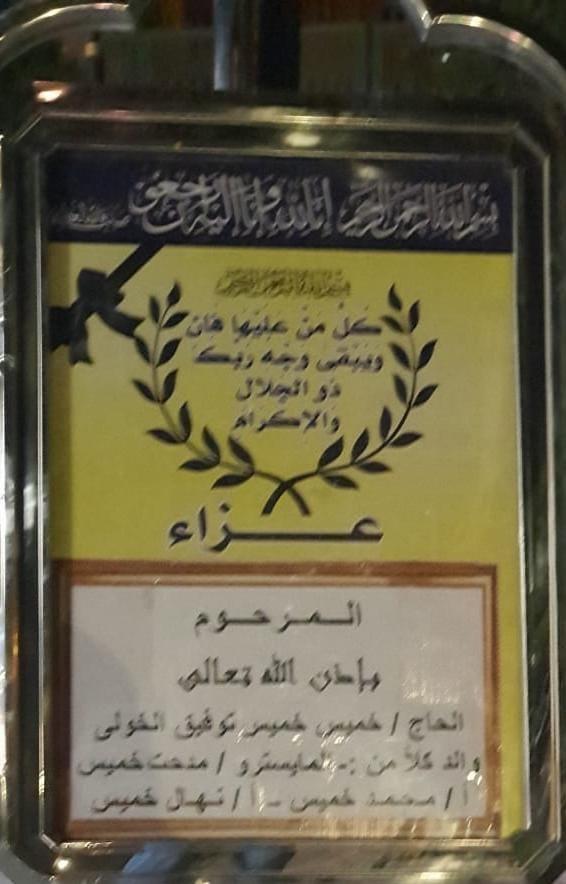 بسم الله الرحمن الرحيم إنا لله وإنا إليه راجعون
بسم الله الرحمن الرحيم
كل من عليها فان
ويبقى وجه ربك
ذو الجلال
والإكرام
عزاء
المرحوم
بإذن الله تعالى
الحاج / خميس خميس توفيق الخولى
والد كلاً من :- المايسترو / مدحت خميس
أ / محمد خميس - أ / نهال خميس